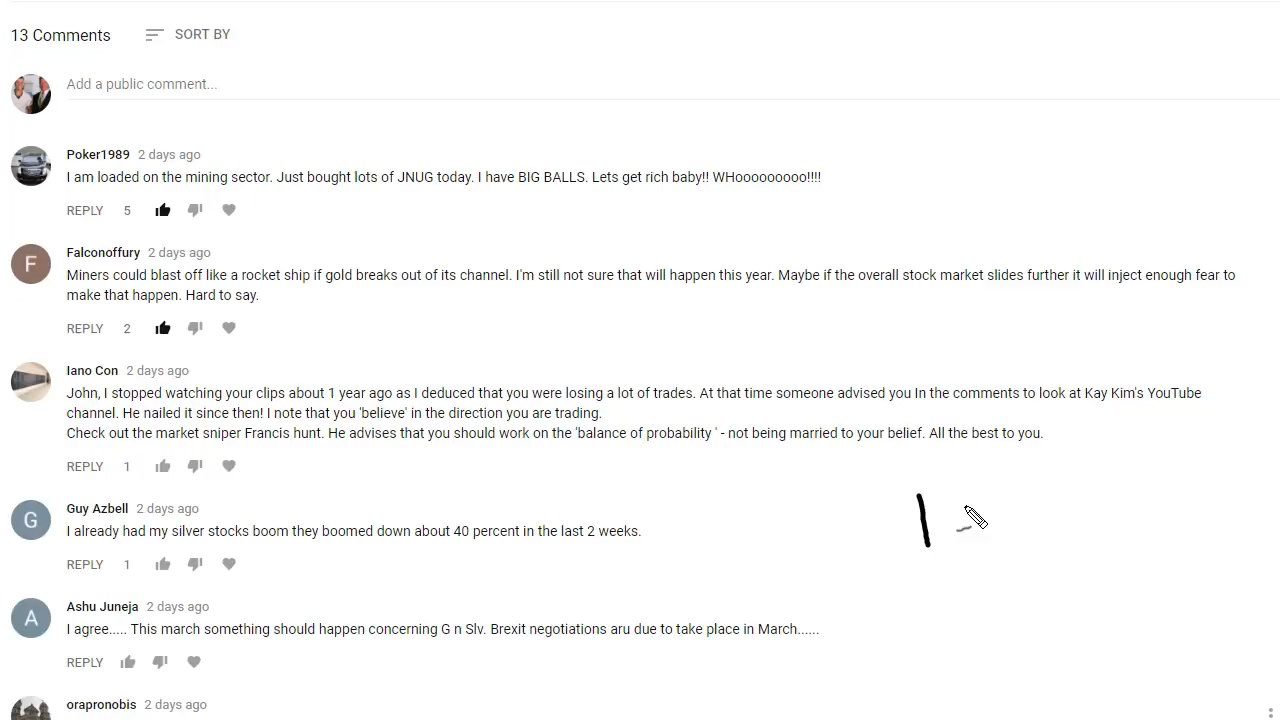 13 Comments SORT BY
Add a public comment...
Poker1989 2 days ago
I am loaded on the mining sector. Just bought lots of JNUG today. I have BIG BALLS. Lets get rich baby!! WHooooooooo!!!!
REPLY 5
F
Falconoffury 2 days ago
Miners could blast off like a rocket ship if gold breaks out of its channel. I'm still not sure that will happen this year. Maybe if the overall stock market slides further it will inject enough fear to
make that happen. Hard to say.
REPLY 2
Iano Con 2 days ago
John, I stopped watching your clips about 1 year ago as I deduced that you were losing a lot of trades. At that time someone advised you In the comments to look at Kay Kim's YouTube
channel. He nailed it since then! I note that you 'believe' in the direction you are trading.
Check out the market sniper Francis hunt. He advises that you should work on the 'balance of probability ' - not being married to your belief. All the best to you.
REPLY 1
G
Guy Azbell 2 days ago
I already had my silver stocks boom they boomed down about 40 percent in the last 2 weeks.
REPLY 1
A
Ashu Juneja 2 days ago
I agree..... This march something should happen concerning G n Slv. Brexit negotiations aru due to take place in March......
REPLY
orapronobis 2 days ago